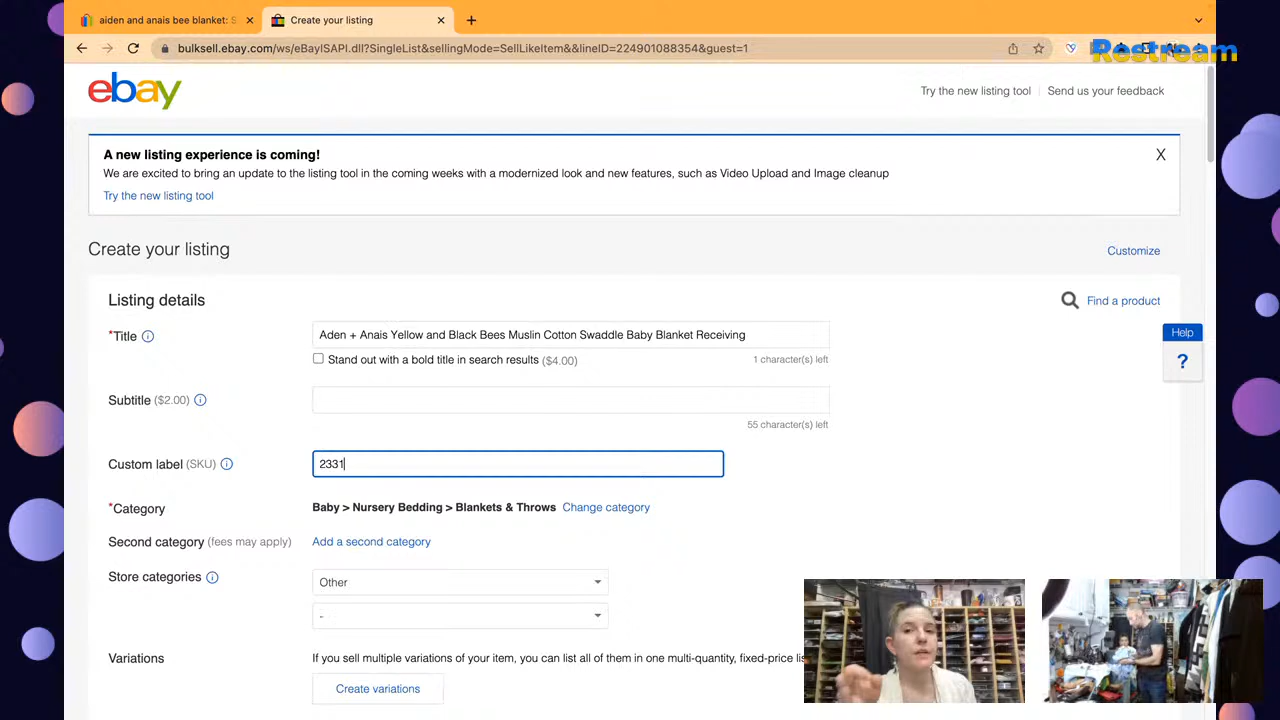 aiden and anais bee blanket: S
Create your listing
bulksell.ebay.com/ws/eBayISAPI.dll?SingleList&sellingMode=SellLikeItem&&lineID=224901088354&guest=1
Restream
ebay
Try the new listing tool
Send us your feedback
A new listing experience is coming!
X
We are excited to bring an update to the listing tool in the coming weeks with a modernized look and new features, such as Video Upload and Image cleanup
Try the new listing tool
Create your listing
Customize
Listing details
Find a product
*Title
Aden + Anais Yellow and Black Bees Muslin Cotton Swaddle Baby Blanket Receiving
Help
?
Stand out with a bold title in search results ($4.00)
1 character(s) left
Subtitle ($2.00)
55 character(s) left
Custom label (SKU)
2331
*Category
Baby > Nursery Bedding > Blankets & Throws Change category
Second category (fees may apply)
Add a second category
Store categories
Other
-
Variations
If you sell multiple variations of your item, you can list all of them in one multi-quantity, fixed-price lis
Create variations